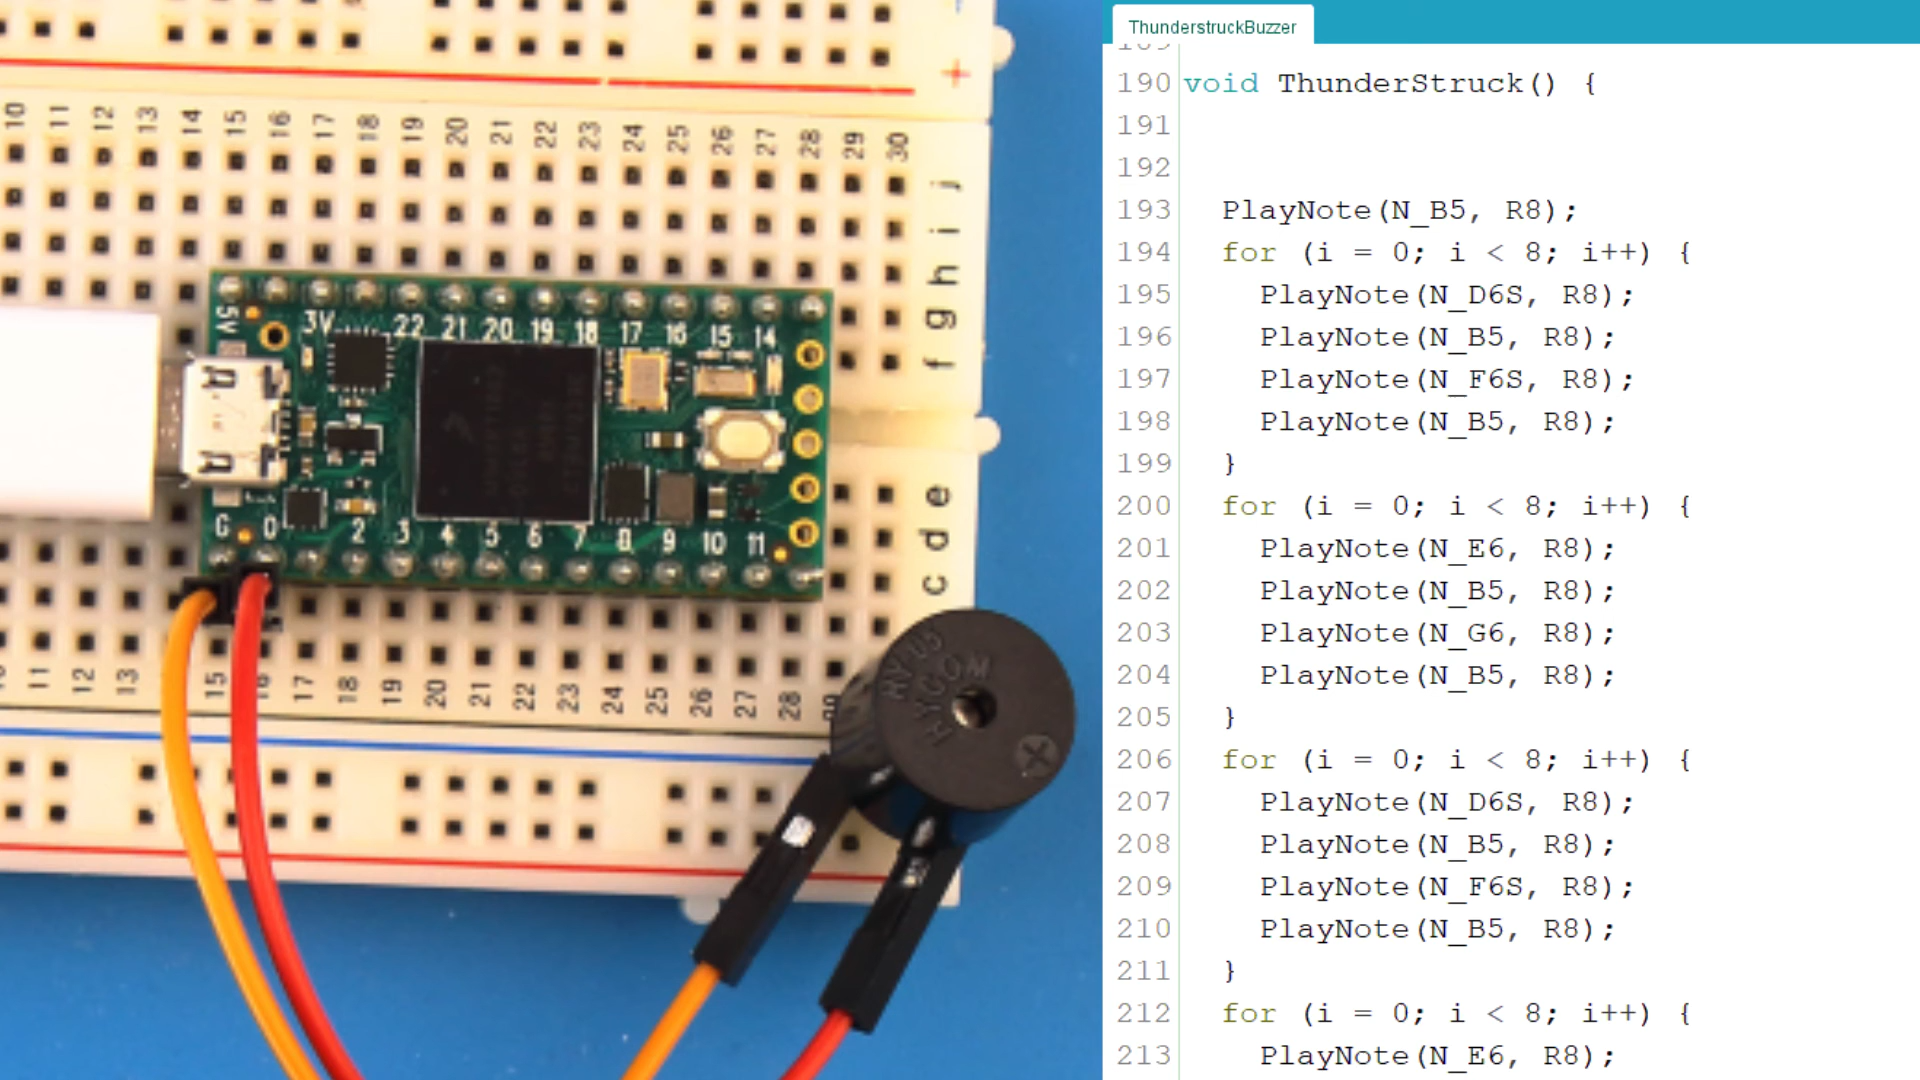 ThunderstruckBuzzer
190 void ThunderStruck() {
191
192
193 PlayNote(N_B5, R8);
194 for (i = 0; i < 8; i++) {
195 PlayNote(N_D6S, R8);
196 PlayNote(N_B5, R8);
197 PlayNote(N_F6S, R8);
198 PlayNote(N_B5, R8);
199 }
200 for (i = 0; i < 8; i++) {
201 PlayNote(N_E6, R8);
202 PlayNote(N_B5, R8);
203 PlayNote(N_G6, R8);
204 PlayNote(N_B5, R8);
205 }
206 for (i = 0; i < 8; i++) {
207 PlayNote(N_D6S, R8);
208 PlayNote(N_B5, R8);
209 PlayNote(N_F6S, R8);
210 PlayNote(N_B5, R8);
211 }
212 for (i = 0; i < 8; i++) {
213 PlayNote(N_E6, R8);
+
10 11 12 13 14 15 16 17 18 19 20 21 22 23 24 25 26 27 28 29 30
j
i
h
g
f
5V 3V 22 21 20 19 18 17 16 15 14
G 0 2 3 4 5 6 7 8 9 10 11
e
d
c
11 12 13 15 16 17 18 19 20 21 22 23 24 25 26 27 28
HYCOM
+